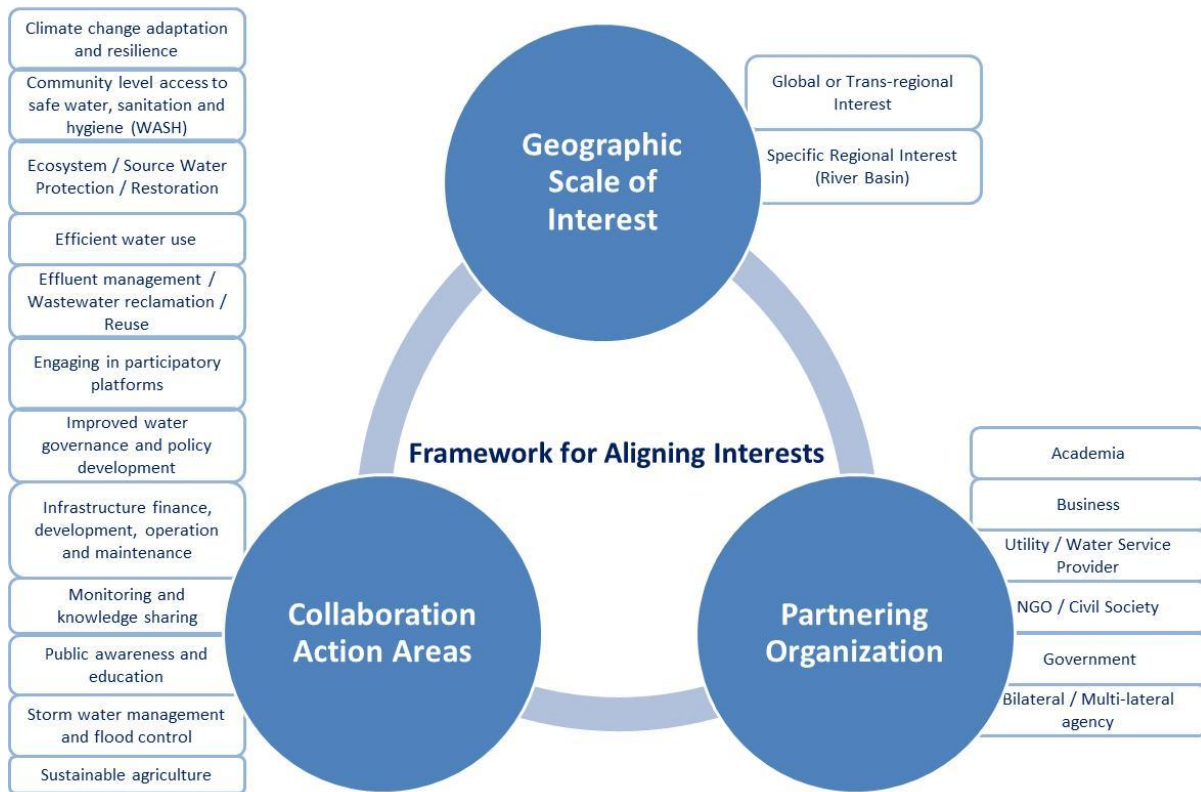 Climate change adaptation
and resilience
Community level access to
safe water, sanitation and
hygiene (WASH)
Ecosystem / Source Water
Protection / Restoration
Efficient water use
Effluent management /
Wastewater reclamation /
Reuse
Engaging in participatory
platforms
Improved water
governance and policy
development
Infrastructure finance,
development, operation
and maintenance
Monitoring and
knowledge sharing
Public awareness and
education
Storm water management
and flood control
Sustainable agriculture
Geographic
Scale of
Interest
Global or Trans-regional
Interest
Specific Regional Interest
(River Basin)
Framework for Aligning Interests
Collaboration
Action Areas
Partnering
Organization
Academia
Business
Utility / Water Service
Provider
NGO / Civil Society
Government
Bilateral / Multi-lateral
agency